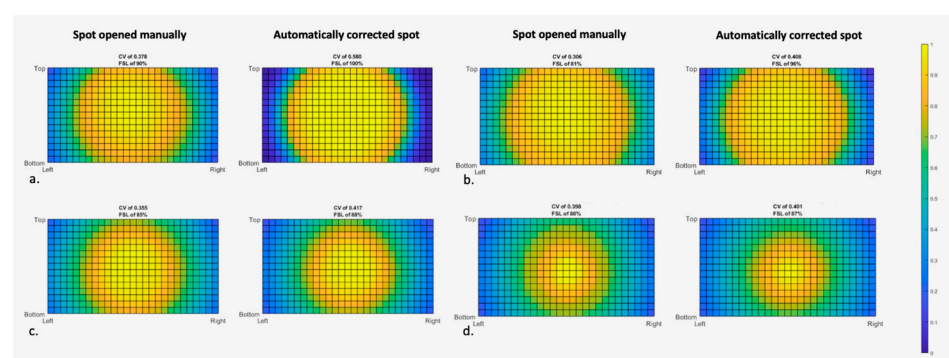 Spot opened manually
Automatically corrected spot
Spot opened manually
Automatically corrected spot
CV of 0.376
FSL of 90%
CV of 0.580
FSL of 100%
CV of 0.306
FSL of 81%
CV of 0.408
FSL of 96%
Top
Top
Top
Top
Bottom
Bottom
Bottom
Bottom
Left
Right
Left
Right
Left
Right
Left
Right
a.
b.
CV of 0.355
FSL of 85%
CV of 0.417
FSL of 88%
CV of 0.398
FSL of 86%
CV of 0.401
FSL of 87%
Top
Top
Top
Top
Bottom
Bottom
Bottom
Bottom
Left
Right
Left
Right
Left
Right
Left
Right
c.
d.
1
0.9
0.8
0.7
0.6
0.5
0.4
0.3
0.2
0.1
0